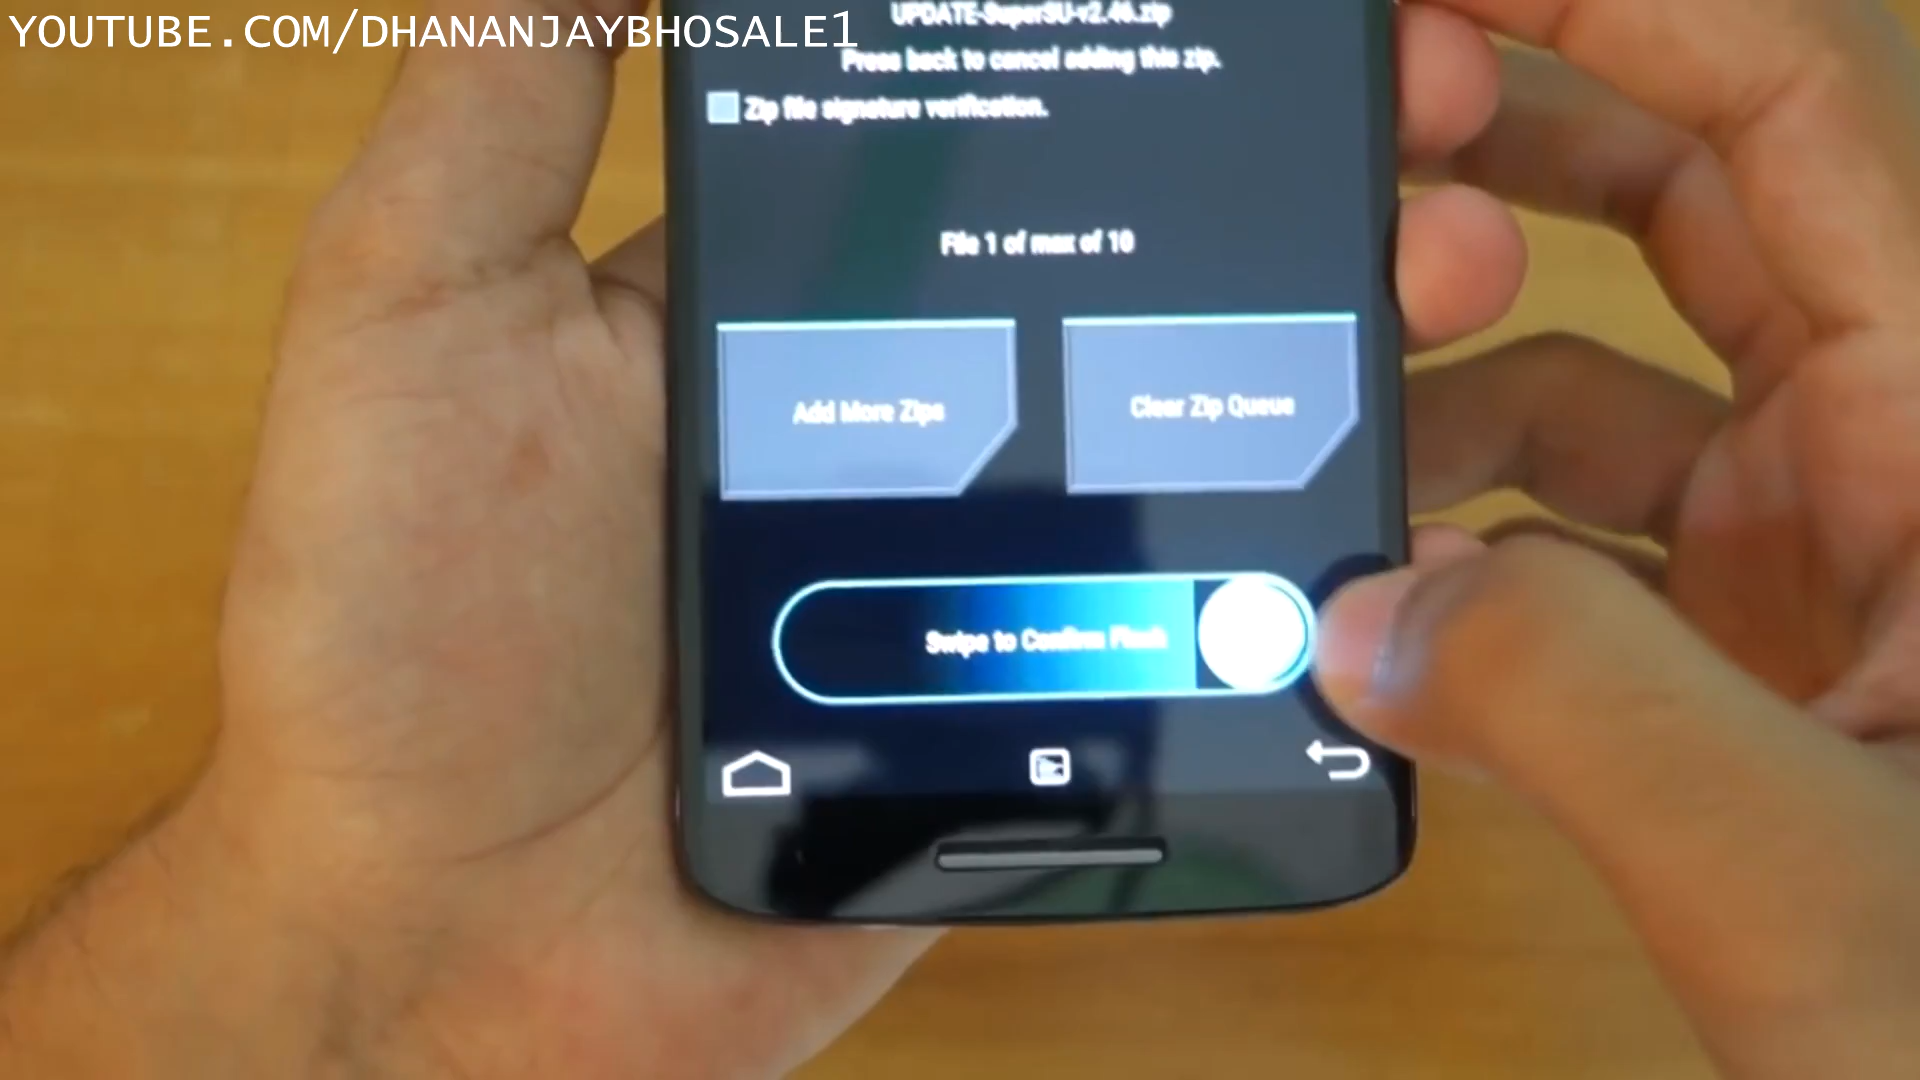 YOUTUBE.COM/DHANANJAYBHOSALE1
UPDATE-SuperSU-v2.46.zip
Press back to cancel adding this zip.
Zip file signature verification.
File 1 of max of 10
Add More Zips
Clear Zip Queue
Swipe to Confirm Flash